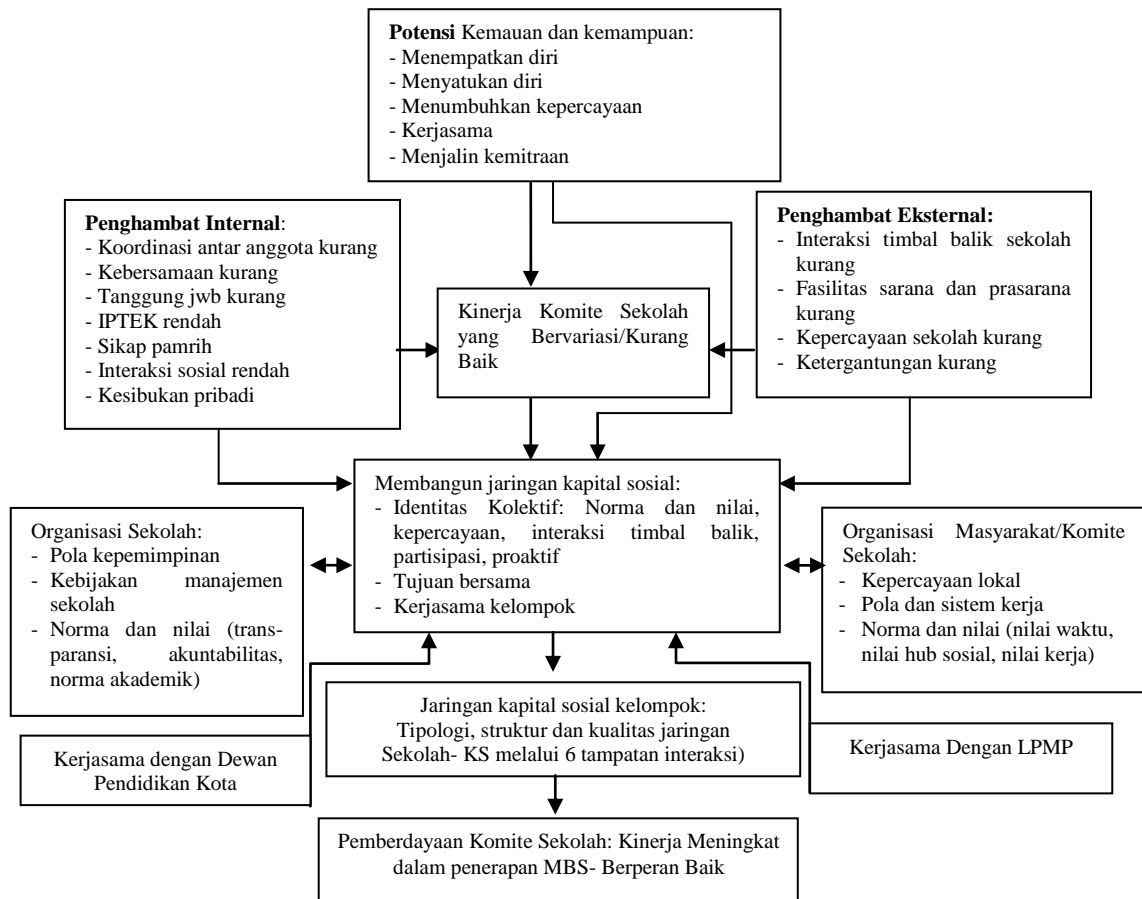 Potensi Kemauan dan kemampuan:
- Menempatkan diri
- Menyatukan diri
- Menumbuhkan kepercayaan
- Kerjasama
- Menjalin kemitraan
Penghambat Internal:
- Koordinasi antar anggota kurang
- Kebersamaan kurang
- Tanggung jwb kurang
- IPTEK rendah
- Sikap pamrih
- Interaksi sosial rendah
- Kesibukan pribadi
Kinerja Komite Sekolah
yang Bervariasi/Kurang
Baik
Penghambat Eksternal:
- Interaksi timbal balik sekolah
kurang
- Fasilitas sarana dan prasarana
kurang
- Kepercayaan sekolah kurang
- Ketergantungan kurang
Membangun jaringan kapital sosial:
- Identitas Kolektif: Norma dan nilai,
kepercayaan, interaksi timbal balik,
partisipasi, proaktif
- Tujuan bersama
- Kerjasama kelompok
Organisasi Sekolah:
- Pola kepemimpinan
- Kebijakan manajemen
sekolah
- Norma dan nilai (trans-
paransi, akuntabilitas,
norma akademik)
Organisasi Masyarakat/Komite
Sekolah:
- Kepercayaan lokal
- Pola dan sistem kerja
- Norma dan nilai (nilai waktu,
nilai hub sosial, nilai kerja)
Jaringan kapital sosial kelompok:
Tipologi, struktur dan kualitas jaringan
Sekolah- KS melalui 6 tampatan interaksi)
Kerjasama dengan Dewan
Pendidikan Kota
Kerjasama Dengan LPMP
Pemberdayaan Komite Sekolah: Kinerja Meningkat
dalam penerapan MBS- Berperan Baik